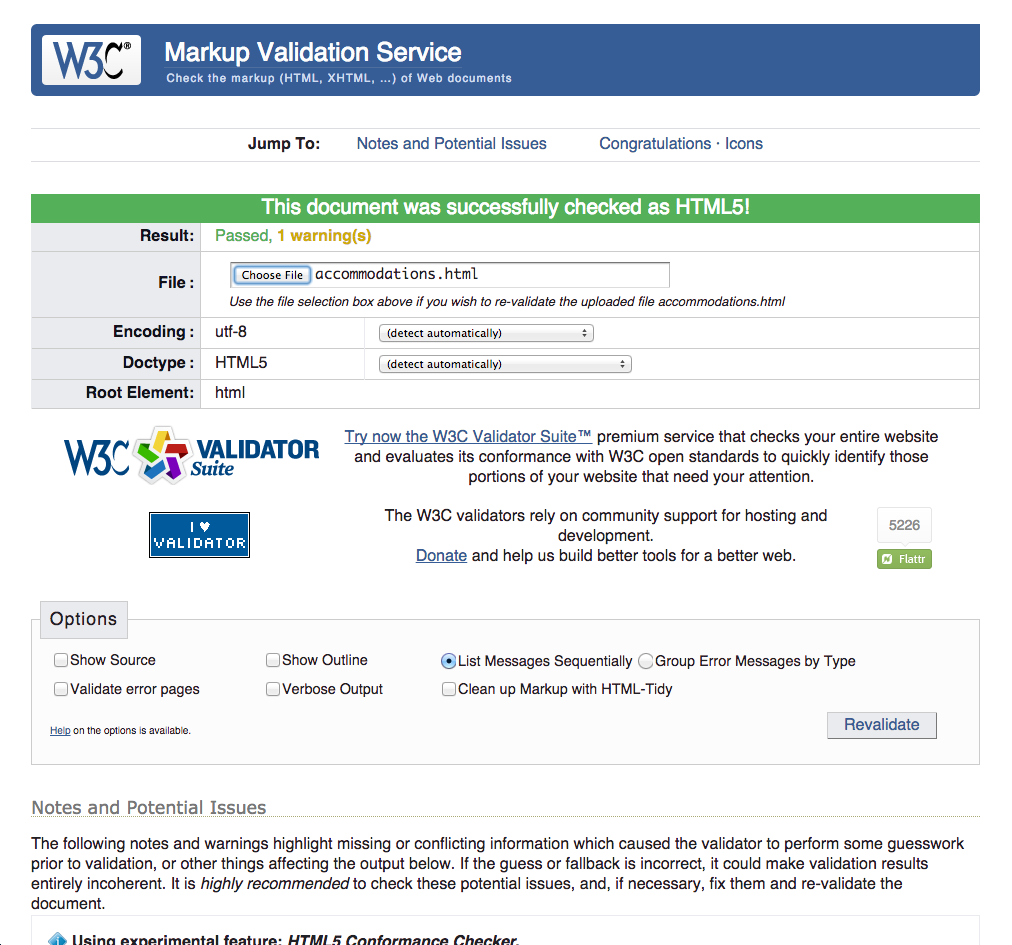 W3C®
Markup Validation Service
Check the markup (HTML, XHTML, …) of Web documents
Jump To: Notes and Potential Issues Congratulations · Icons
This document was successfully checked as HTML5!
Result: Passed, 1 warning(s)
File : Choose File accommodations.html
Use the file selection box above if you wish to re-validate the uploaded file accommodations.html
Encoding : utf-8 (detect automatically)
Doctype : HTML5 (detect automatically)
Root Element: html
W3C VALIDATOR Suite
Try now the W3C Validator Suite™ premium service that checks your entire website
and evaluates its conformance with W3C open standards to quickly identify those
portions of your website that need your attention.
I ♥
VALIDATOR
The W3C validators rely on community support for hosting and
development.
Donate and help us build better tools for a better web.
5226
Flattr
Options
Show Source Show Outline List Messages Sequentially Group Error Messages by Type
Validate error pages Verbose Output Clean up Markup with HTML-Tidy
Help on the options is available.
Revalidate
Notes and Potential Issues
The following notes and warnings highlight missing or conflicting information which caused the validator to perform some guesswork
prior to validation, or other things affecting the output below. If the guess or fallback is incorrect, it could make validation results
entirely incoherent. It is highly recommended to check these potential issues, and, if necessary, fix them and re-validate the
document.
Using experimental feature: HTML5 Conformance Checker.